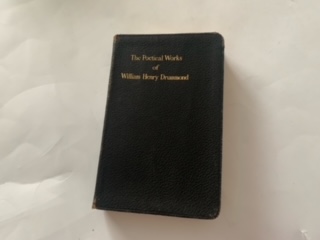 The Poetical Works
of
William Henry Drummond